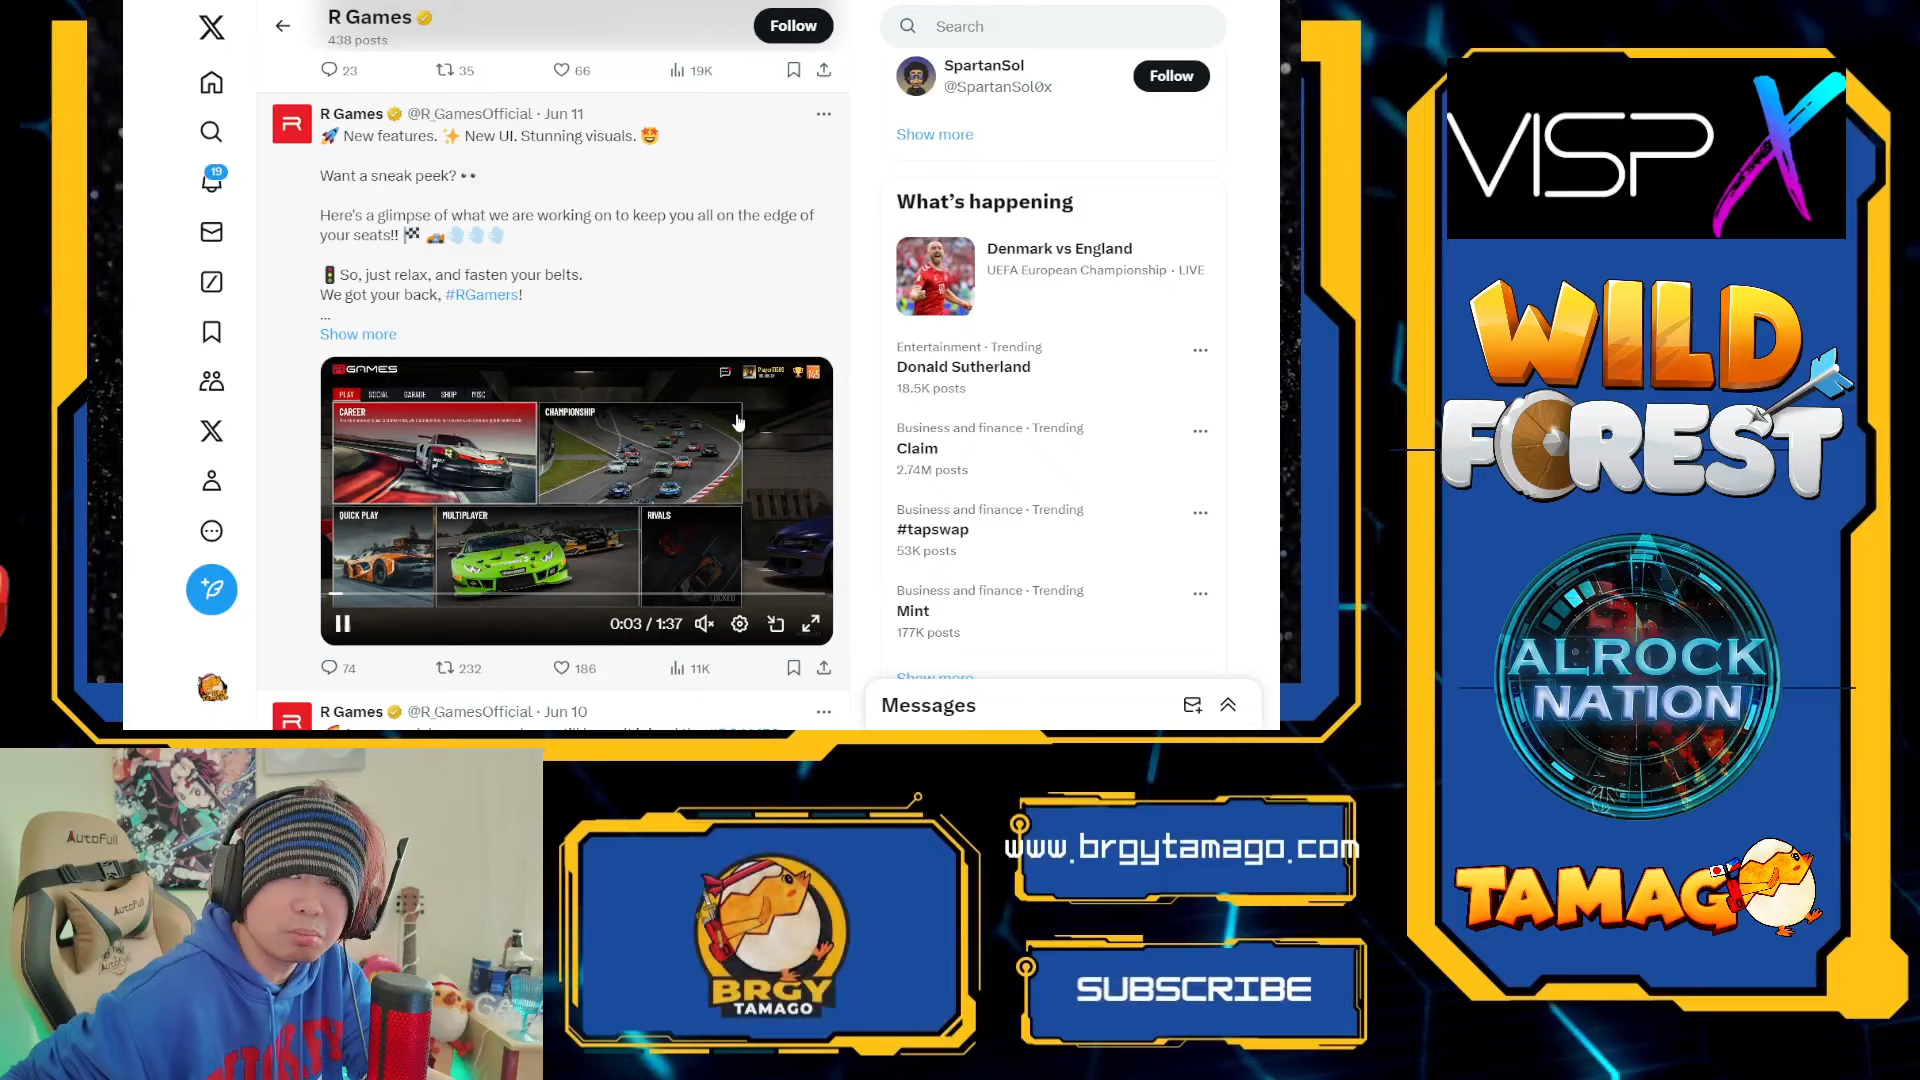 R Games
438 posts
Follow
23 35 66 19K
R Games @R_GamesOfficial · Jun 11
🚀 New features. ✨ New UI. Stunning visuals. 🤩
Want a sneak peek? 👀
Here's a glimpse of what we are working on to keep you all on the edge of
your seats!! 🏁 🏎️💨💨💨
🚦So, just relax, and fasten your belts.
We got your back, #RGamers!
...
Show more
GAMES
PLAY SOCIAL GARAGE SHOP MISC
CAREER
CHAMPIONSHIP
QUICK PLAY
MULTIPLAYER
RIVALS
LOCKED
0:03 / 1:37
74 232 186 11K
R Games @R_GamesOfficial · Jun 10
19
Search
SpartanSol
@SpartanSol0x
Follow
Show more
What's happening
Denmark vs England
UEFA European Championship · LIVE
Entertainment · Trending
Donald Sutherland
18.5K posts
Business and finance · Trending
Claim
2.74M posts
Business and finance · Trending
#tapswap
53K posts
Business and finance · Trending
Mint
177K posts
Show more
Messages
VISPX
WILD
FOREST
ALROCK
NATION
TAMAGO
AutoFull
AutoFull
AutoFull
BRGY
TAMAGO
www.brgytamago.com
SUBSCRIBE